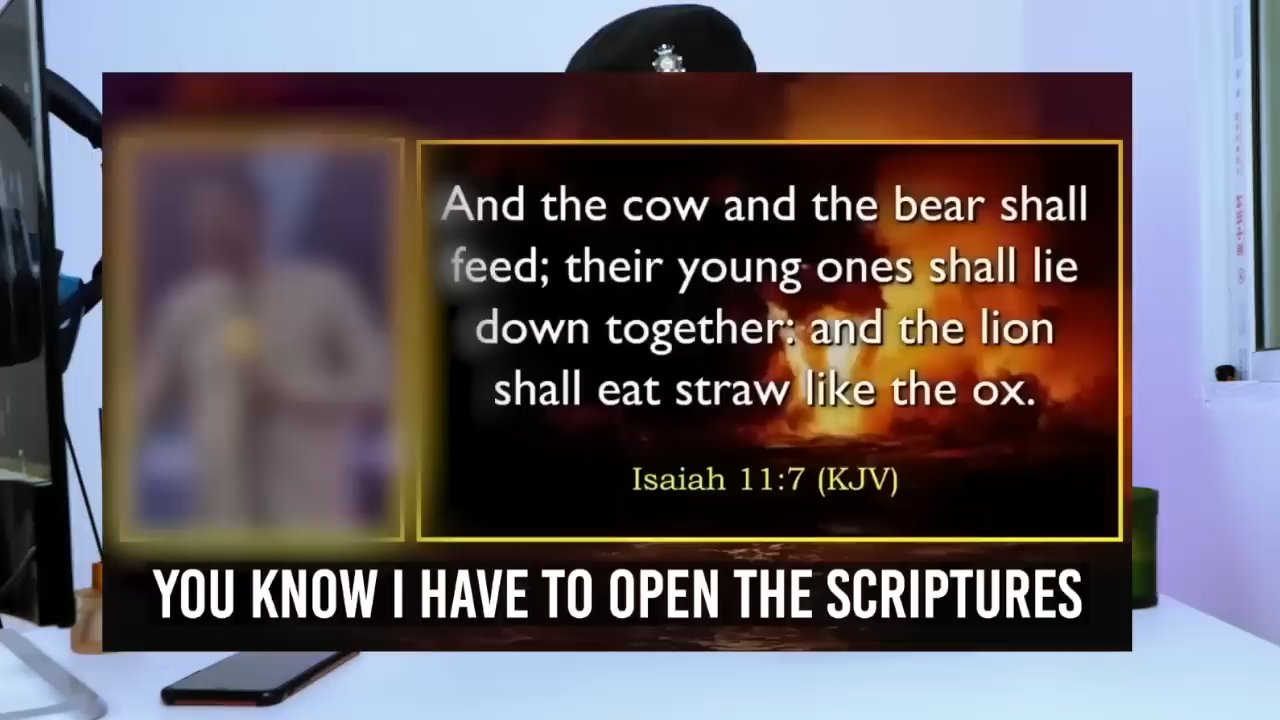 And the cow and the bear shall
feed; their young ones shall lie
down together: and the lion
shall eat straw like the ox.
Isaiah 11:7 (KJV)
YOU KNOW I HAVE TO OPEN THE SCRIPTURES